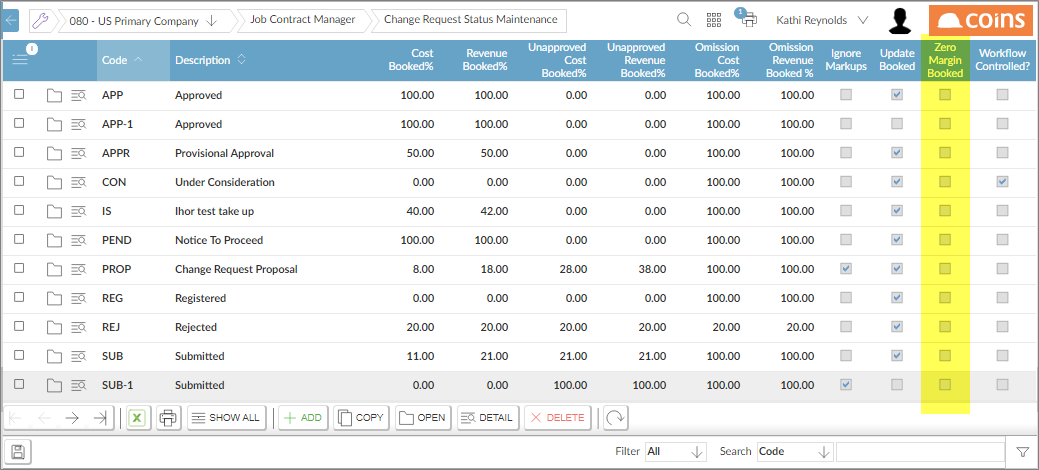 080 - US Primary Company Job Contract Manager Change Request Status Maintenance 1 Kathi Reynolds coins
i Code Description Cost Booked% Revenue Booked% Unapproved Cost Booked% Unapproved Revenue Booked% Omission Cost Booked% Omission Revenue Booked % Ignore Markups Update Booked Zero Margin Booked Workflow Controlled?
APP Approved 100.00 100.00 0.00 0.00 100.00 100.00
APP-1 Approved 100.00 100.00 0.00 0.00 100.00 100.00
APPR Provisional Approval 50.00 50.00 0.00 0.00 100.00 100.00
CON Under Consideration 0.00 0.00 0.00 0.00 100.00 100.00
IS Ihor test take up 40.00 42.00 0.00 0.00 100.00 100.00
PEND Notice To Proceed 100.00 100.00 0.00 0.00 100.00 100.00
PROP Change Request Proposal 8.00 18.00 28.00 38.00 100.00 100.00
REG Registered 0.00 0.00 0.00 0.00 100.00 100.00
REJ Rejected 20.00 20.00 20.00 20.00 20.00 20.00
SUB Submitted 11.00 21.00 21.00 21.00 100.00 100.00
SUB-1 Submitted 0.00 0.00 100.00 100.00 100.00 100.00
X SHOW ALL ADD COPY OPEN DETAIL DELETE
Filter All Search Code